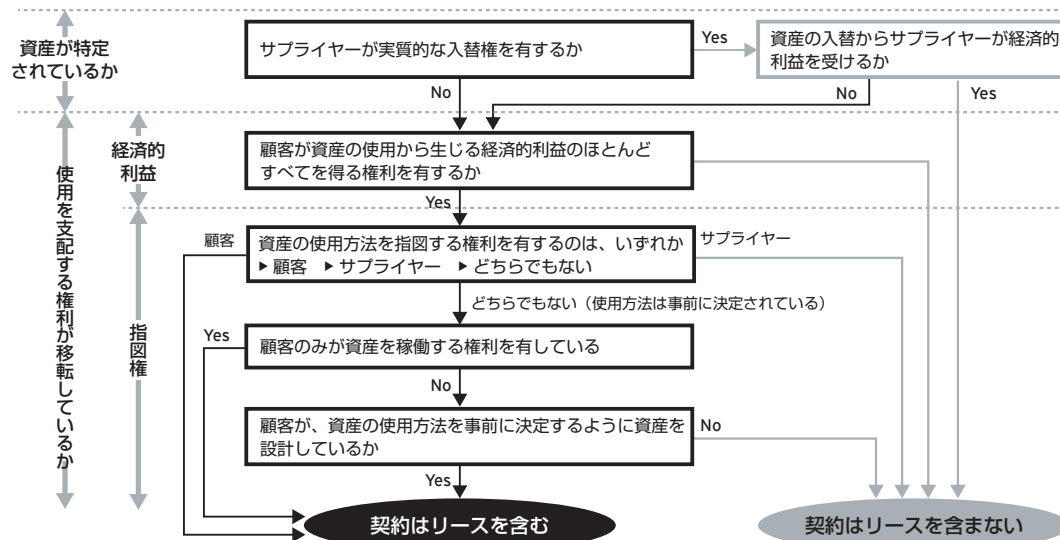 資産が特定
されているか
サプライヤーが実質的な入替権を有するか
Yes
資産の入替からサプライヤーが経済的
利益を受けるか
No
No
Yes
使用を支配する権利が移転しているか
経済的
利益
顧客が資産の使用から生じる経済的利益のほとんど
すべてを得る権利を有するか
Yes
指図権
顧客
資産の使用方法を指図する権利を有するのは、いずれか
▶ 顧客 ▶ サプライヤー ▶ どちらでもない
サプライヤー
どちらでもない（使用方法は事前に決定されている）
Yes
顧客のみが資産を稼働する権利を有している
No
顧客が、資産の使用方法を事前に決定するように資産を
設計しているか
No
Yes
契約はリースを含む
契約はリースを含まない